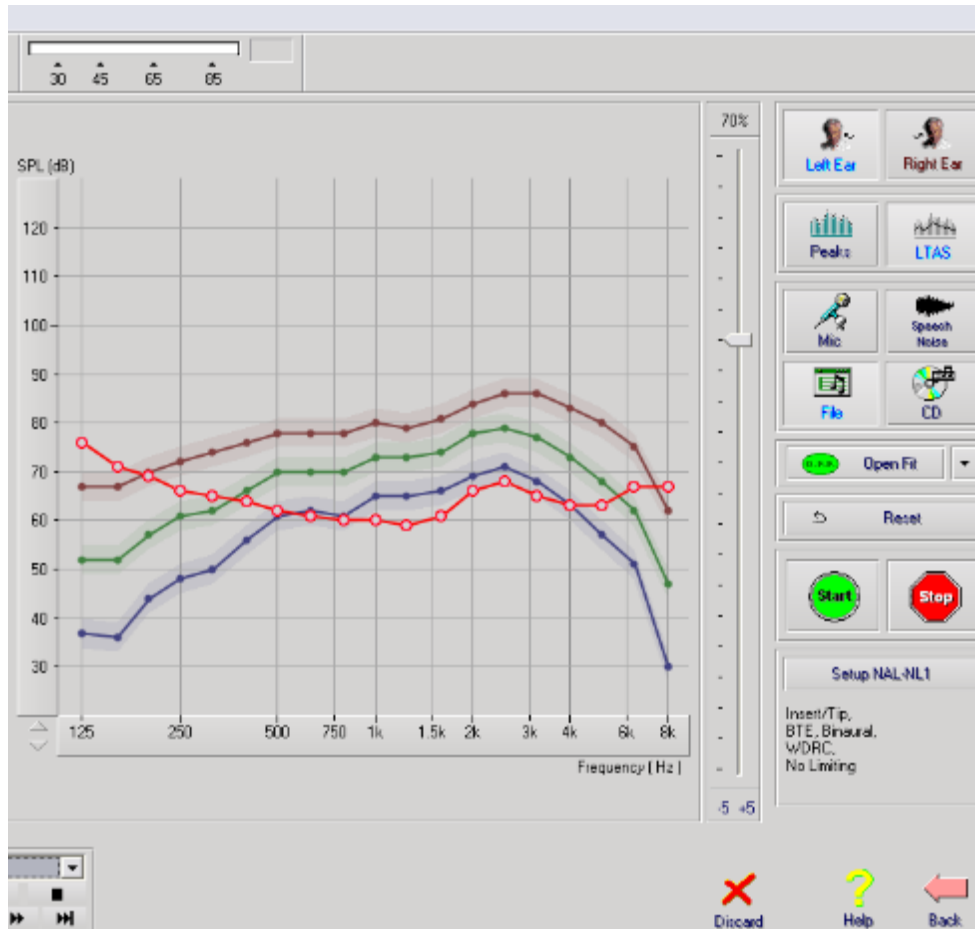 30 45 65 85
70%
SPL (dB)
120
110
100
90
80
70
60
50
40
30
125 250 500 750 1k 1.5k 2k 3k 4k 6k 8k
Frequency ( Hz )
-5 +5
Left Ear Right Ear
Peaks LTAS
Mic Speech
Noise
File CD
Open Fit
Reset
Start Stop
Setup NAL-NL1
Insert/Tip,
BTE, Binaural,
WDRC,
No Limiting
Discard Help Back